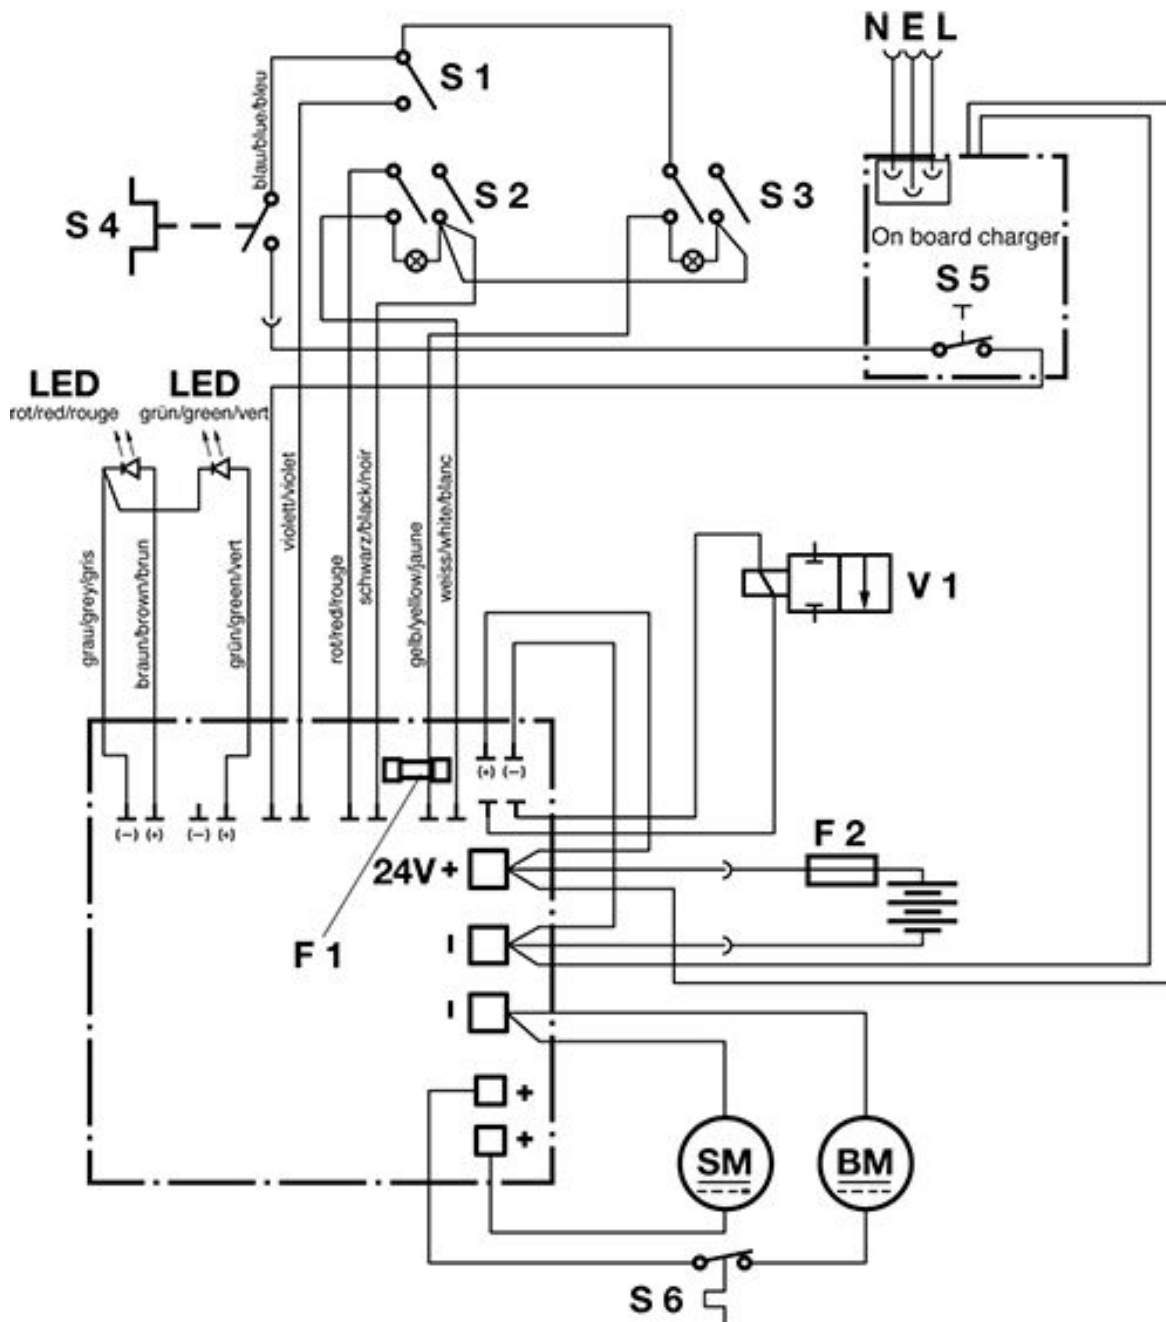 N E L
S 1
blau/blue/bleu
S 2
S 3
S 4
On board charger
S 5
LED
rot/red/rouge
LED
grün/green/vert
violett/violet
rot/red/rouge
schwarz/black/noir
gelb/yellow/jaune
weiss/white/blanc
grau/grey/gris
braun/brown/brun
grün/green/vert
V 1
(+) (−)
(−) (+) (−) (+)
24V +
F 2
−
F 1
−
+
+
SM
BM
S 6